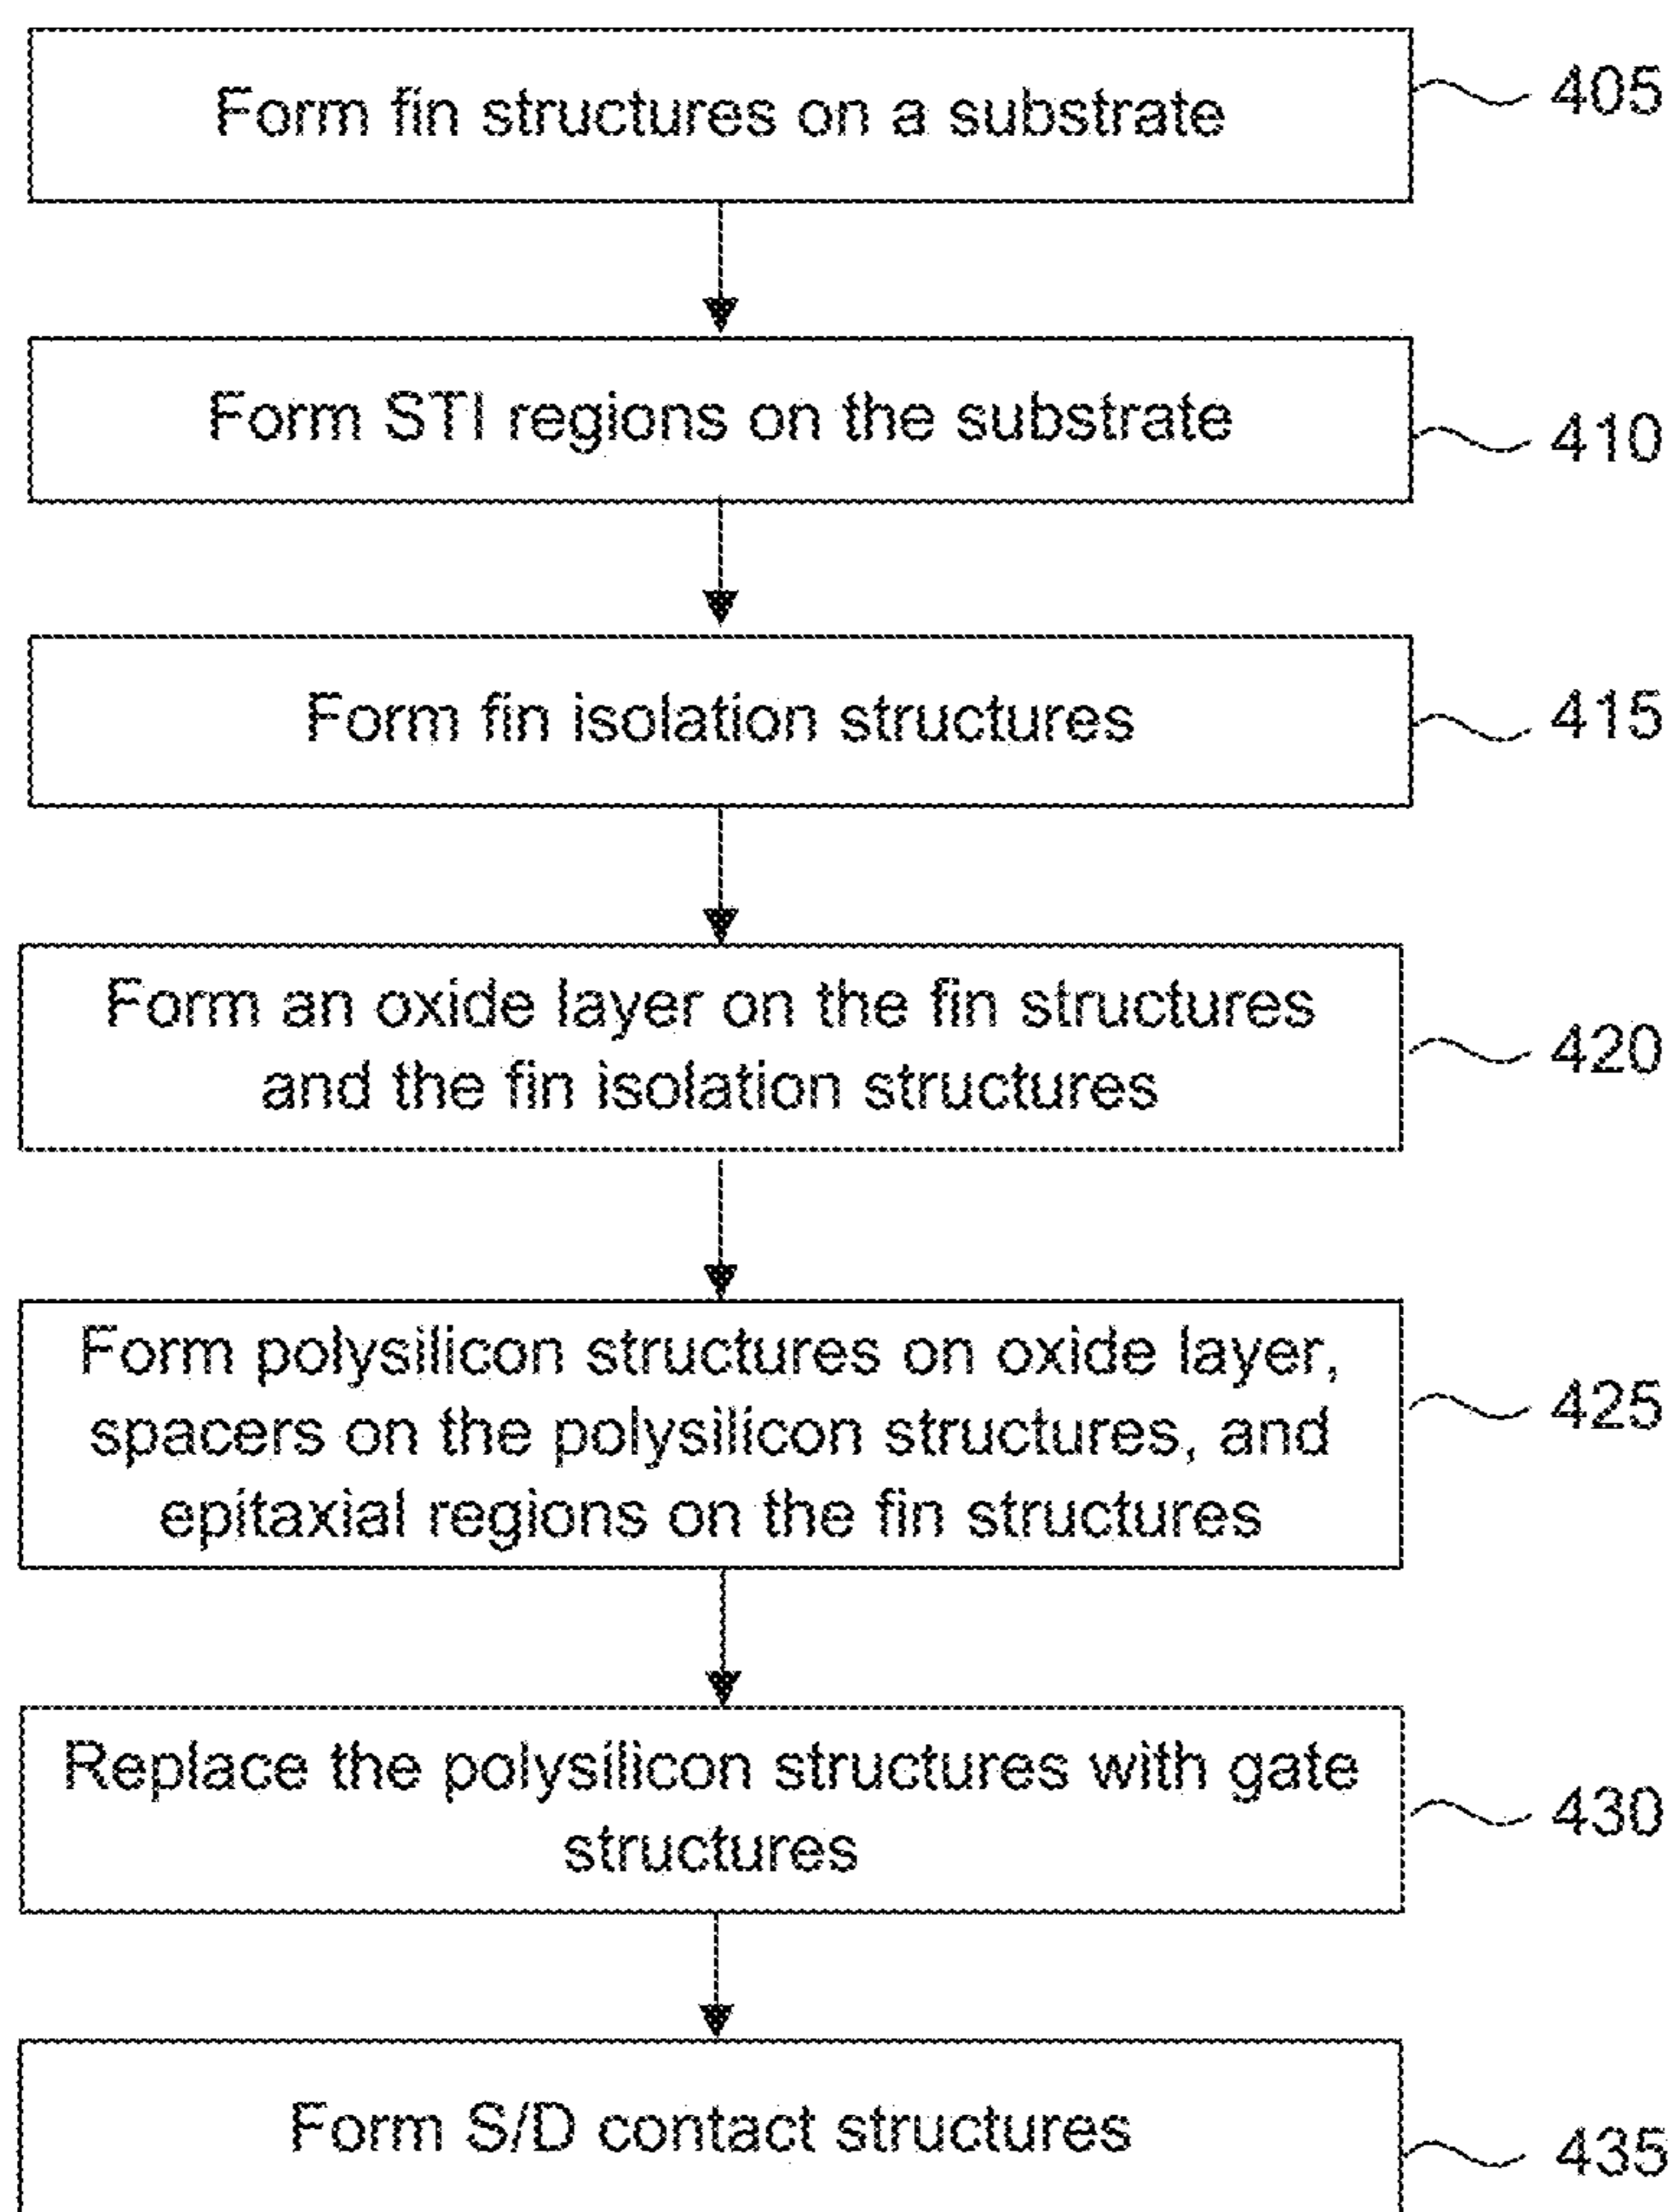 Form fin structures on a substrate
405
Form STI regions on the substrate
410
Form fin isolation structures
415
Form an oxide layer on the fin structures
and the fin isolation structures
420
Form polysilicon structures on oxide layer,
spacers on the polysilicon structures, and
epitaxial regions on the fin structures
425
Replace the polysilicon structures with gate
structures
430
Form S/D contact structures
435